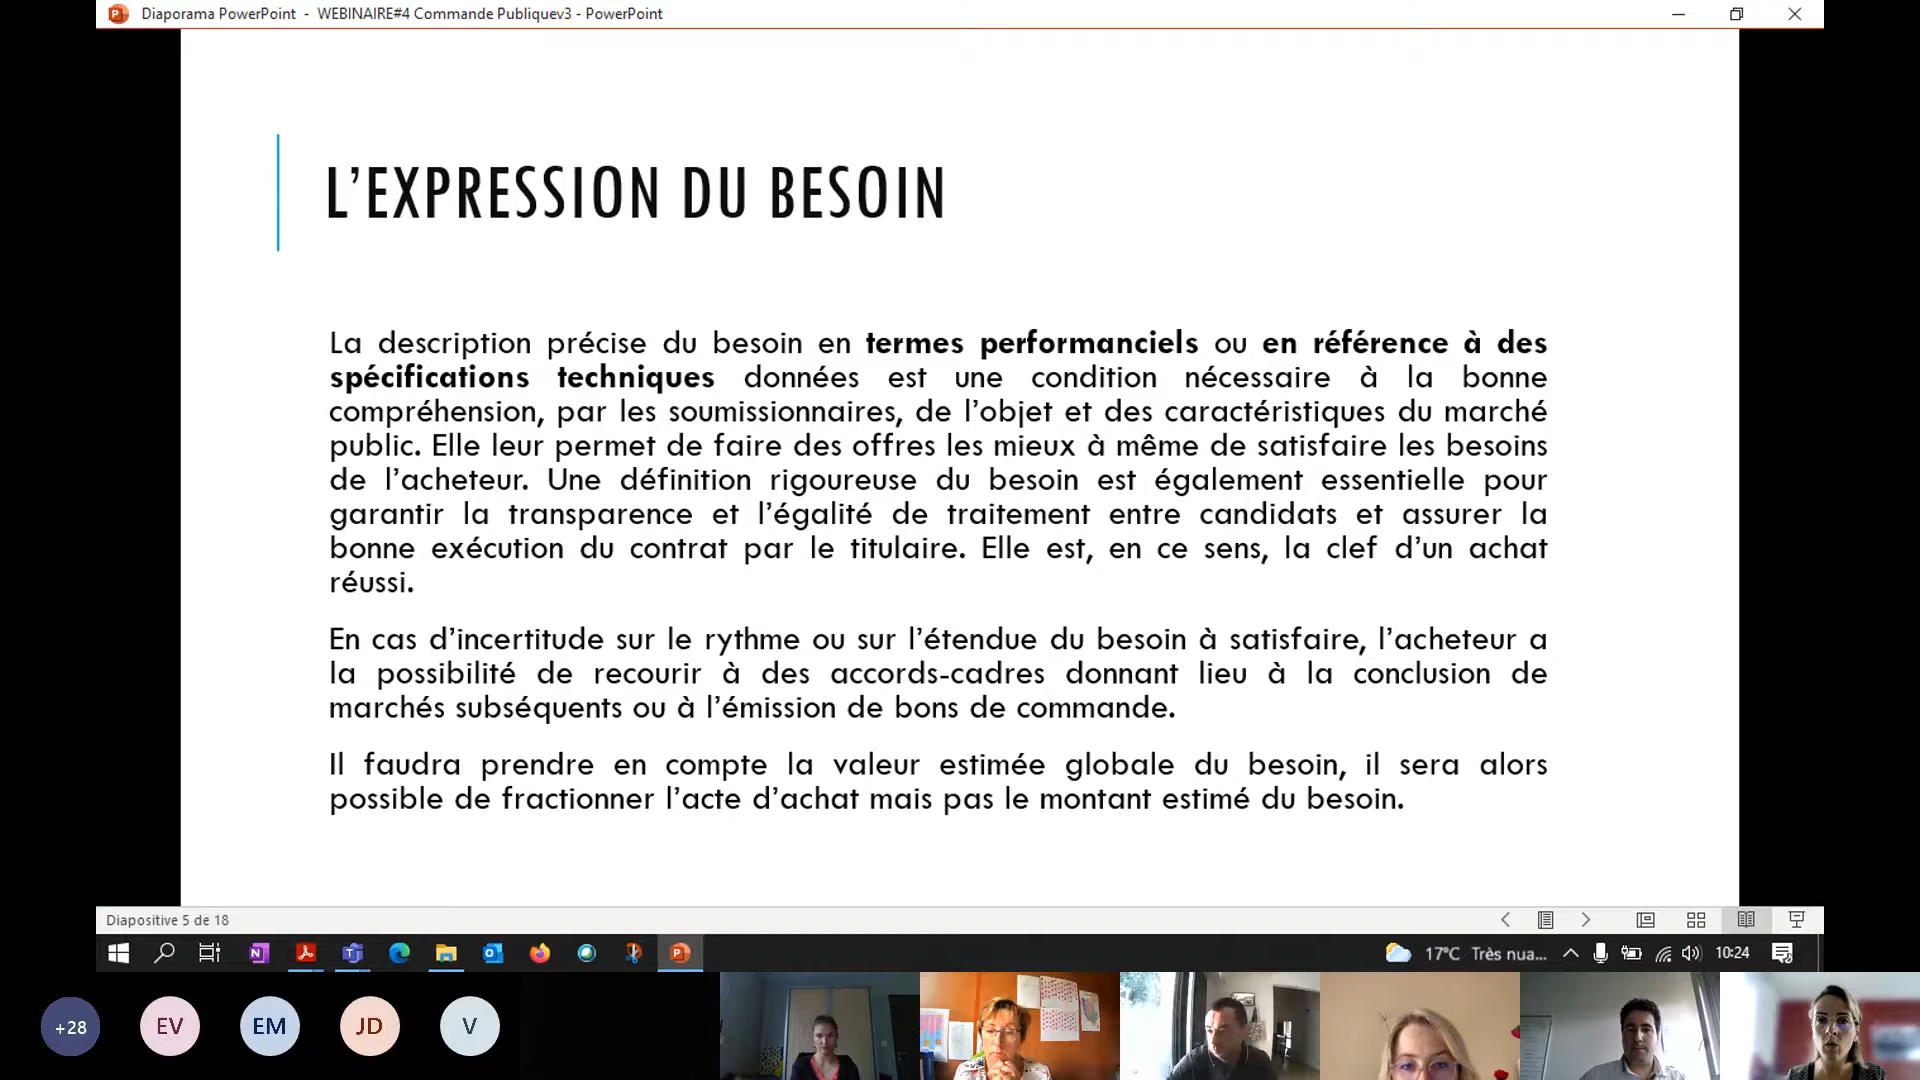 Diaporama PowerPoint - WEBINAIRE#4 Commande Publiquev3 - PowerPoint
L’EXPRESSION DU BESOIN
La description précise du besoin en termes performanciels ou en référence à des
spécifications techniques données est une condition nécessaire à la bonne
compréhension, par les soumissionnaires, de l’objet et des caractéristiques du marché
public. Elle leur permet de faire des offres les mieux à même de satisfaire les besoins
de l’acheteur. Une définition rigoureuse du besoin est également essentielle pour
garantir la transparence et l’égalité de traitement entre candidats et assurer la
bonne exécution du contrat par le titulaire. Elle est, en ce sens, la clef d’un achat
réussi.
En cas d’incertitude sur le rythme ou sur l’étendue du besoin à satisfaire, l’acheteur a
la possibilité de recourir à des accords-cadres donnant lieu à la conclusion de
marchés subséquents ou à l’émission de bons de commande.
Il faudra prendre en compte la valeur estimée globale du besoin, il sera alors
possible de fractionner l’acte d’achat mais pas le montant estimé du besoin.
Diapositive 5 de 18
17°C Très nua... 10:24
+28 EV EM JD V